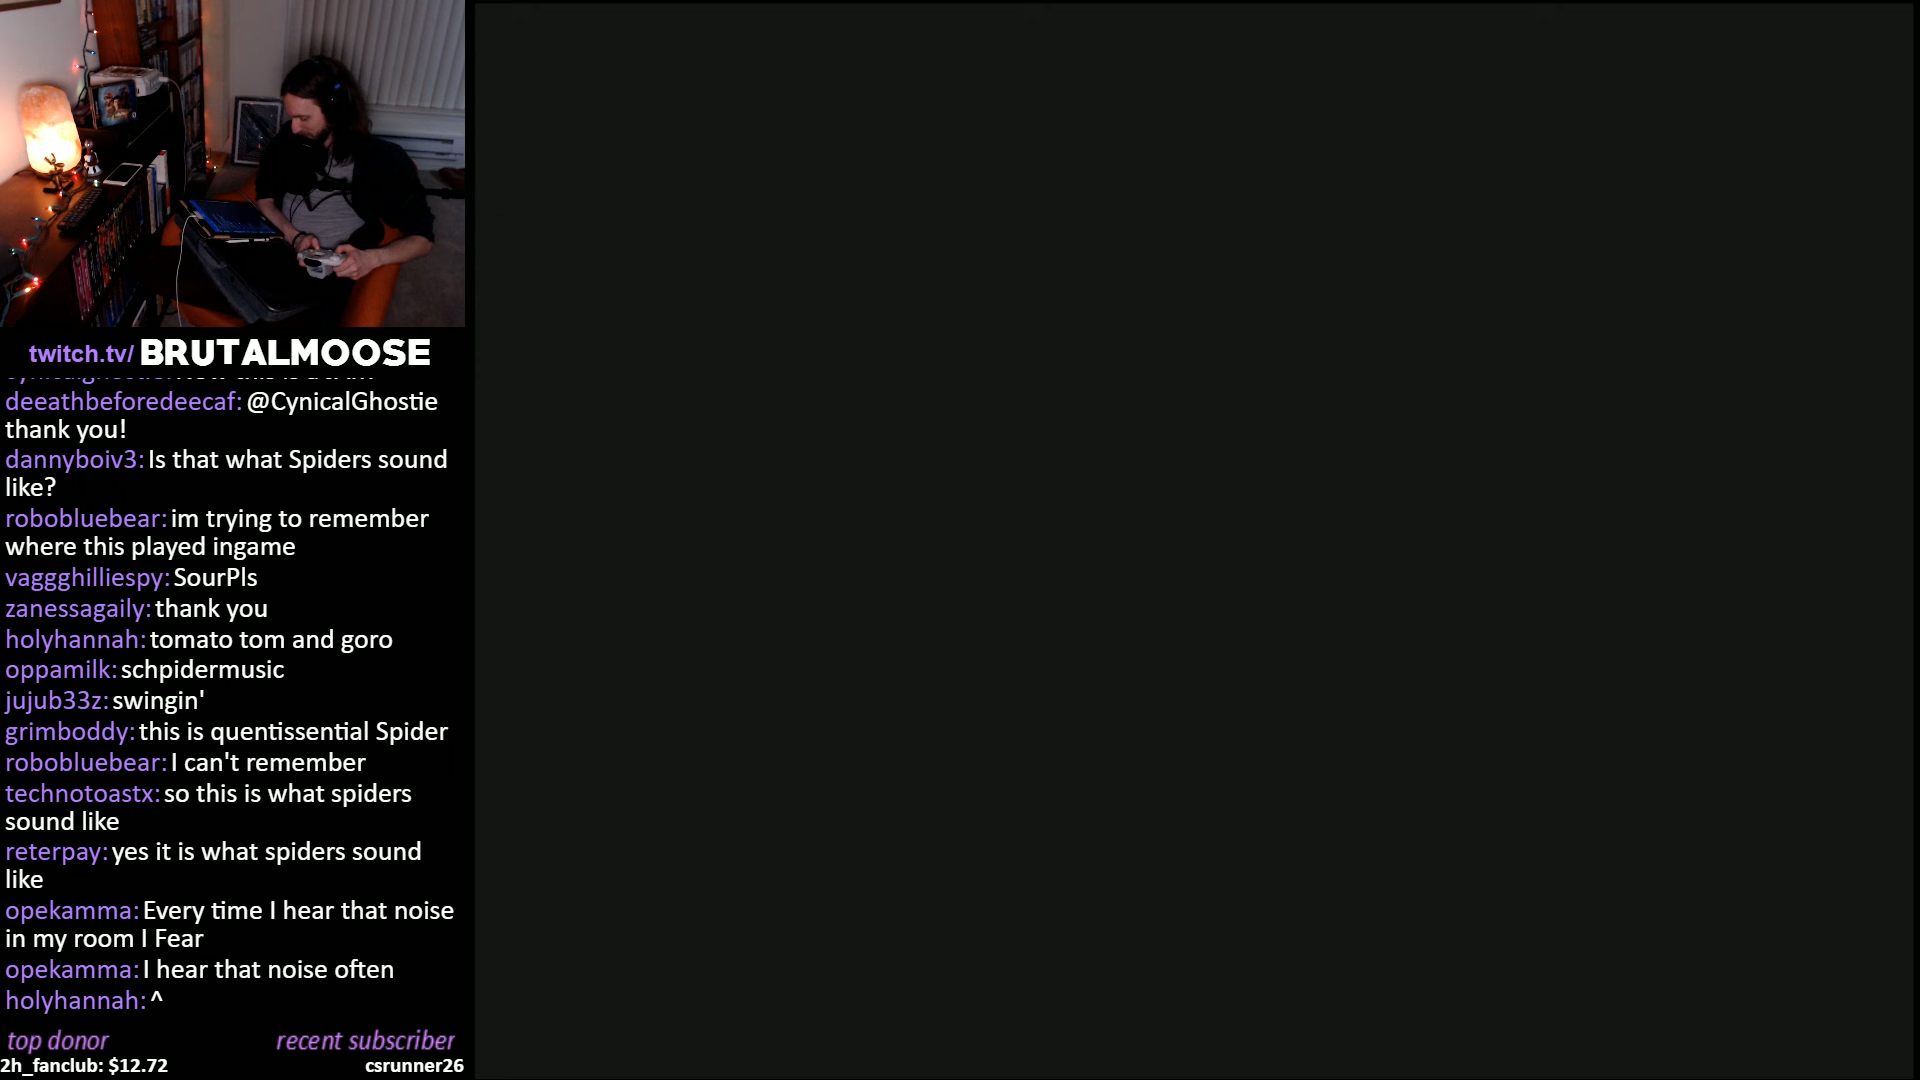 twitch.tv/ BRUTALMOOSE
deeathbeforedeecaf: @CynicalGhostie
thank you!
dannyboiv3: Is that what Spiders sound
like?
robobluebear: im trying to remember
where this played ingame
vaggghilliespy: SourPls
zanessagaily: thank you
holyhannah: tomato tom and goro
oppamilk: schpidermusic
jujub33z: swingin'
grimboddy: this is quentissential Spider
robobluebear: I can't remember
technotoastx: so this is what spiders
sound like
reterpay: yes it is what spiders sound
like
opekamma: Every time I hear that noise
in my room I Fear
opekamma: I hear that noise often
holyhannah: ^
top donor recent subscriber
2h_fanclub: $12.72 csrunner26